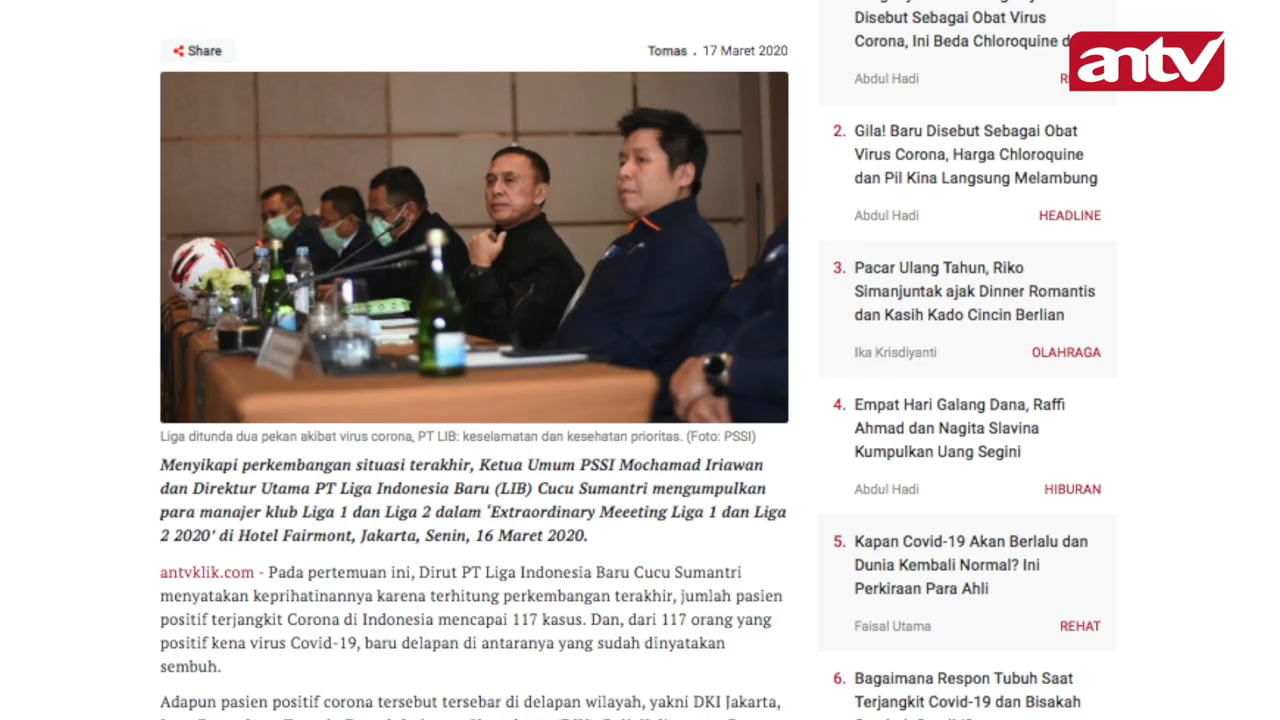 Share
Tomas . 17 Maret 2020
Liga ditunda dua pekan akibat virus corona, PT LIB: keselamatan dan kesehatan prioritas. (Foto: PSSI)
Menyikapi perkembangan situasi terakhir, Ketua Umum PSSI Mochamad Iriawan
dan Direktur Utama PT Liga Indonesia Baru (LIB) Cucu Sumantri mengumpulkan
para manajer klub Liga 1 dan Liga 2 dalam ‘Extraordinary Meeeting Liga 1 dan Liga
2 2020’ di Hotel Fairmont, Jakarta, Senin, 16 Maret 2020.
antvklik.com - Pada pertemuan ini, Dirut PT Liga Indonesia Baru Cucu Sumantri
menyatakan keprihatinannya karena terhitung perkembangan terakhir, jumlah pasien
positif terjangkit Corona di Indonesia mencapai 117 kasus. Dan, dari 117 orang yang
positif kena virus Covid-19, baru delapan di antaranya yang sudah dinyatakan
sembuh.
Adapun pasien positif corona tersebut tersebar di delapan wilayah, yakni DKI Jakarta,
Disebut Sebagai Obat Virus
Corona, Ini Beda Chloroquine
Abdul Hadi
antv
2. Gila! Baru Disebut Sebagai Obat
Virus Corona, Harga Chloroquine
dan Pil Kina Langsung Melambung
Abdul Hadi HEADLINE
3. Pacar Ulang Tahun, Riko
Simanjuntak ajak Dinner Romantis
dan Kasih Kado Cincin Berlian
Ika Krisdiyanti OLAHRAGA
4. Empat Hari Galang Dana, Raffi
Ahmad dan Nagita Slavina
Kumpulkan Uang Segini
Abdul Hadi HIBURAN
5. Kapan Covid-19 Akan Berlalu dan
Dunia Kembali Normal? Ini
Perkiraan Para Ahli
Faisal Utama REHAT
6. Bagaimana Respon Tubuh Saat
Terjangkit Covid-19 dan Bisakah